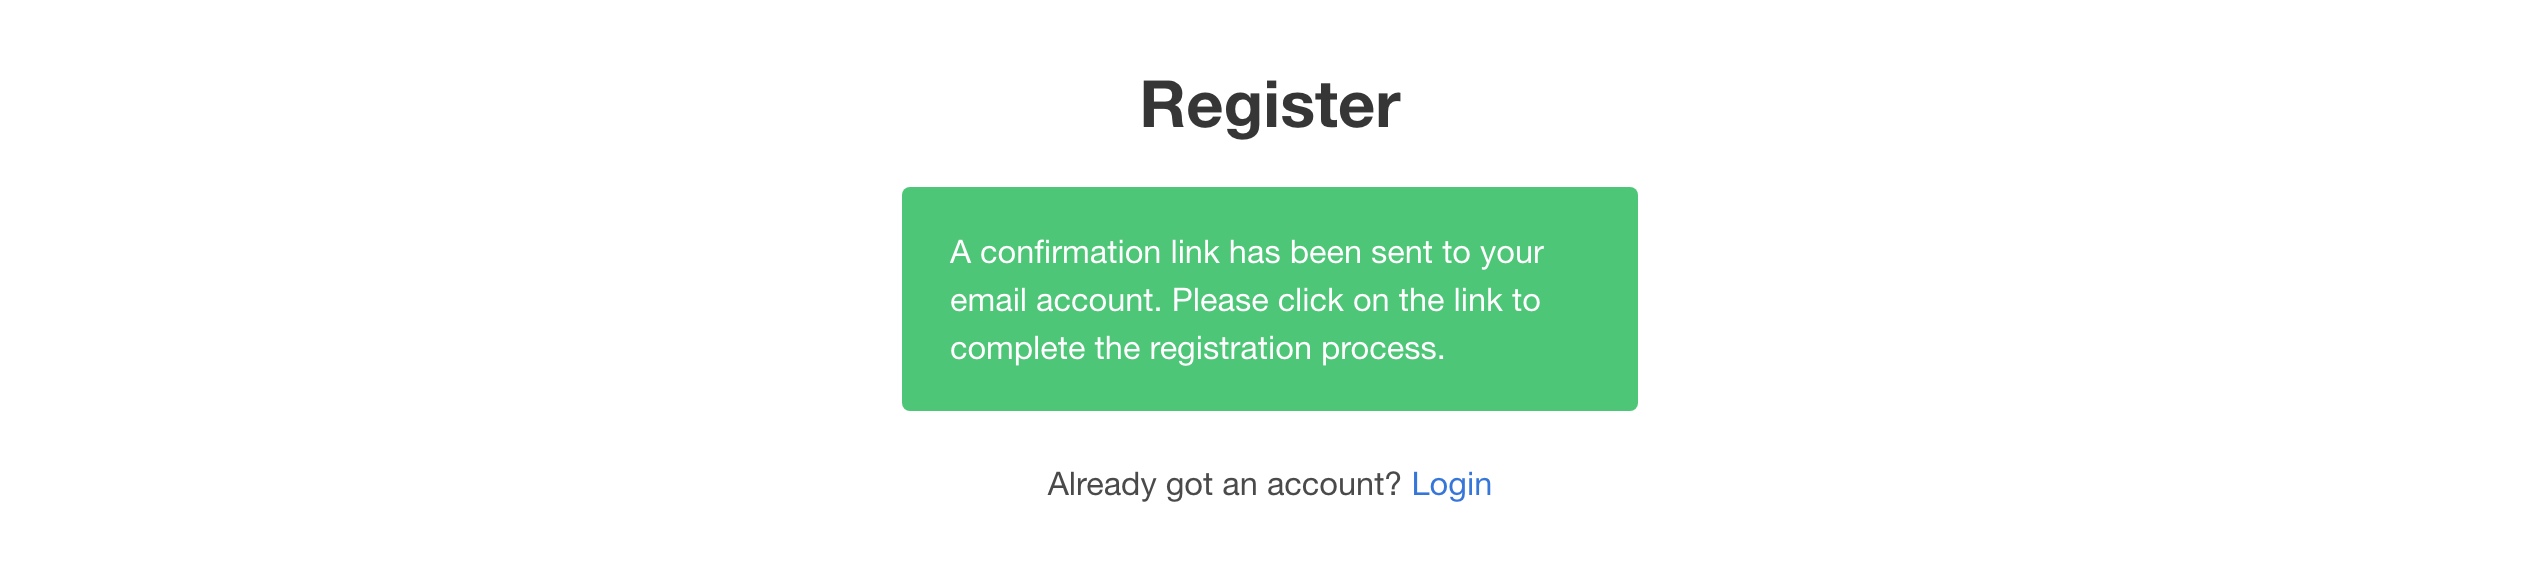 Register
A confirmation link has been sent to your
email account. Please click on the link to
complete the registration process.
Already got an account? Login